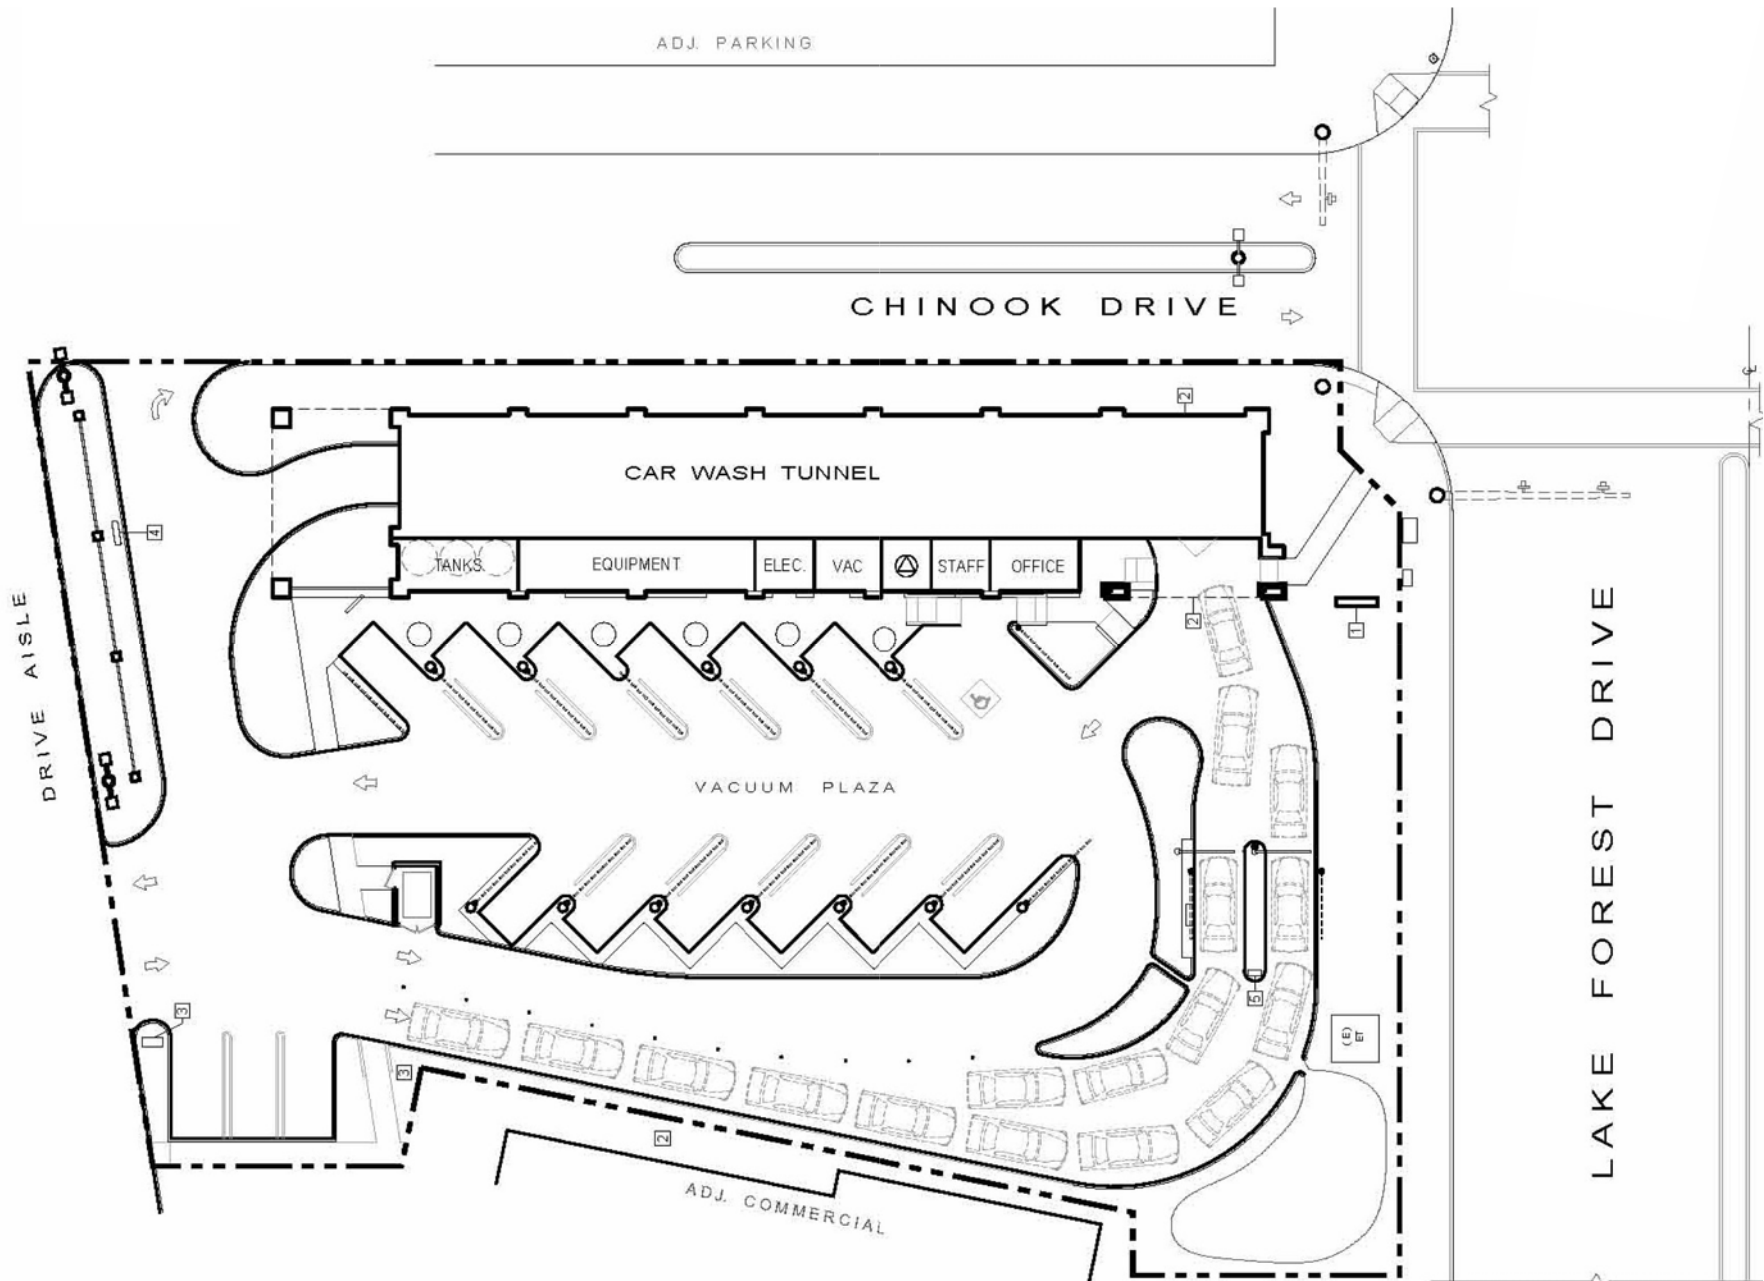 ADJ. PARKING
CHINOOK DRIVE
2
CAR WASH TUNNEL
4
TANKS
EQUIPMENT
ELEC.
VAC
STAFF
OFFICE
2
1
DRIVE AISLE
VACUUM PLAZA
LAKE FOREST DRIVE
5
3
(E)
ET
3
2
ADJ. COMMERCIAL